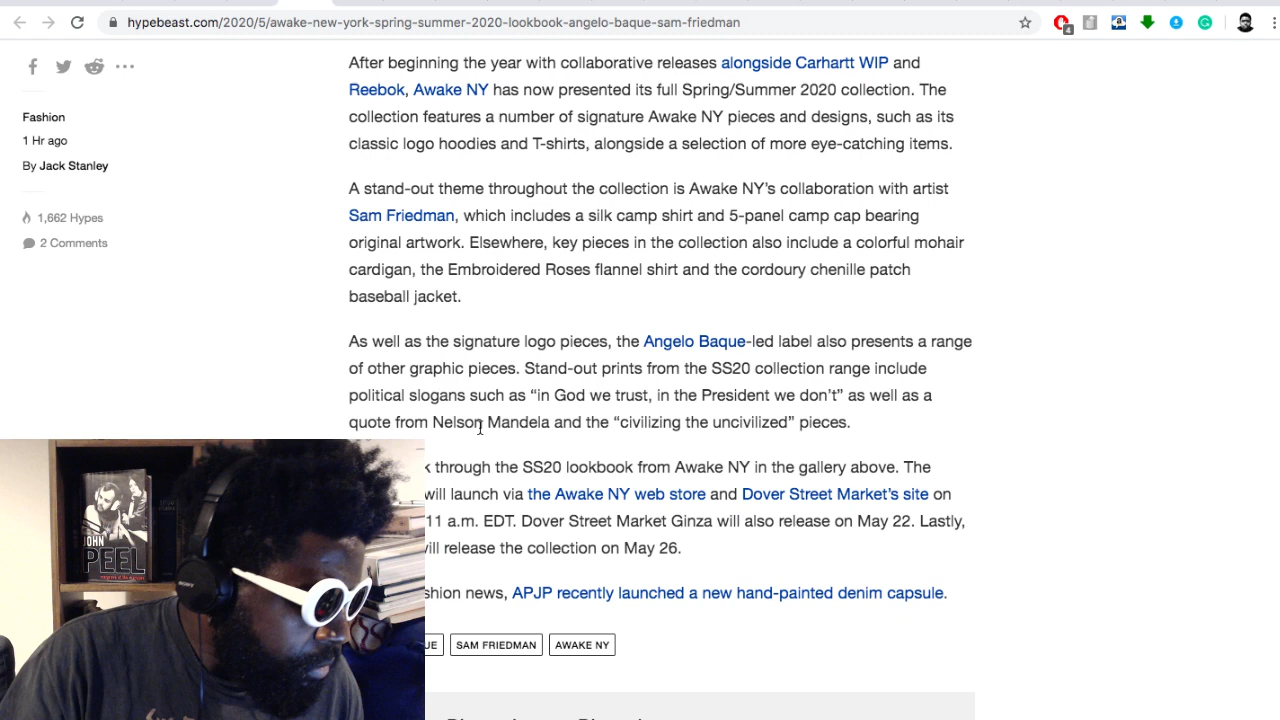 hypebeast.com/2020/5/awake-new-york-spring-summer-2020-lookbook-angelo-baque-sam-friedman
4
Fashion
1 Hr ago
By Jack Stanley
1,662 Hypes
2 Comments
After beginning the year with collaborative releases alongside Carhartt WIP and
Reebok, Awake NY has now presented its full Spring/Summer 2020 collection. The
collection features a number of signature Awake NY pieces and designs, such as its
classic logo hoodies and T-shirts, alongside a selection of more eye-catching items.
A stand-out theme throughout the collection is Awake NY’s collaboration with artist
Sam Friedman, which includes a silk camp shirt and 5-panel camp cap bearing
original artwork. Elsewhere, key pieces in the collection also include a colorful mohair
cardigan, the Embroidered Roses flannel shirt and the cordoury chenille patch
baseball jacket.
As well as the signature logo pieces, the Angelo Baque-led label also presents a range
of other graphic pieces. Stand-out prints from the SS20 collection range include
political slogans such as “in God we trust, in the President we don’t” as well as a
quote from Nelson Mandela and the “civilizing the uncivilized” pieces.
k through the SS20 lookbook from Awake NY in the gallery above. The
will launch via the Awake NY web store and Dover Street Market’s site on
11 a.m. EDT. Dover Street Market Ginza will also release on May 22. Lastly,
will release the collection on May 26.
shion news, APJP recently launched a new hand-painted denim capsule.
UE
SAM FRIEDMAN
AWAKE NY
JOHN
PEEL
SONY